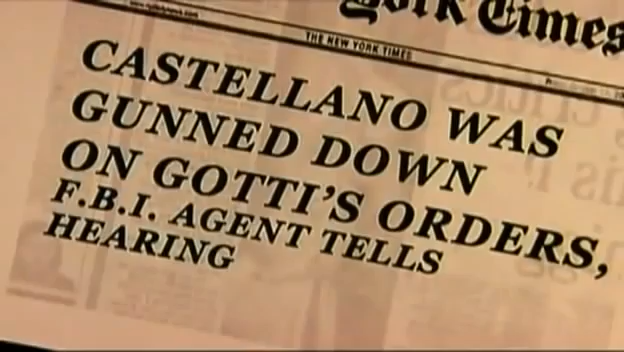 York Times
THE NEW YORK TIMES
CASTELLANO WAS
GUNNED DOWN
ON GOTTI'S ORDERS,
F.B.I. AGENT TELLS
HEARING